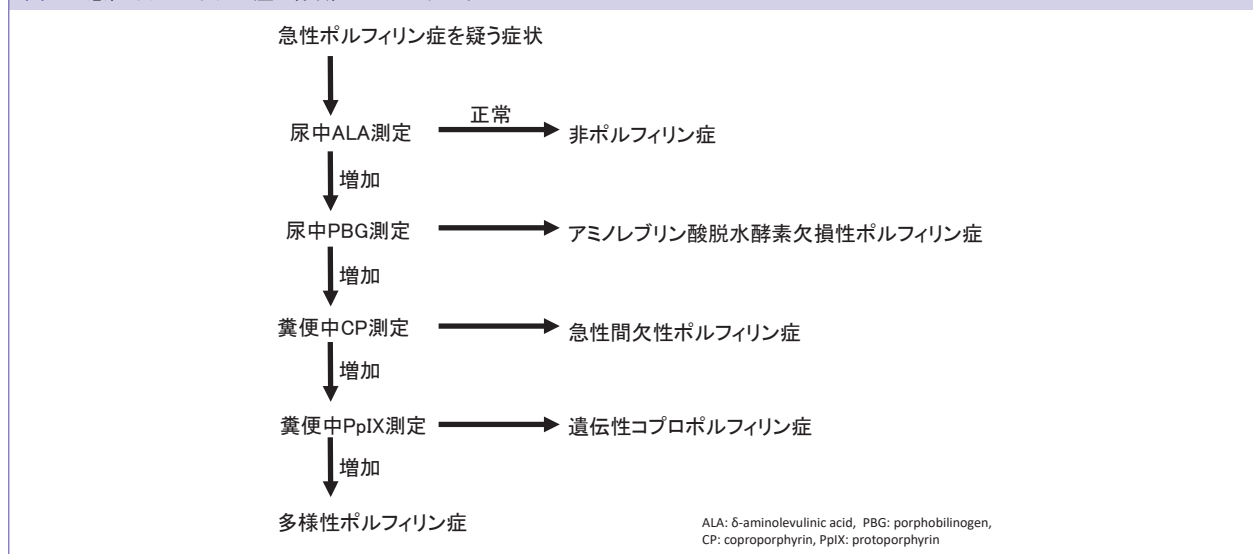 急性ポルフィリン症を疑う症状
尿中ALA測定
正常
非ポルフィリン症
増加
尿中PBG測定
アミノレブリン酸脱水酵素欠損性ポルフィリン症
増加
糞便中CP測定
急性間欠性ポルフィリン症
増加
糞便中PpIX測定
遺伝性コプロポルフィリン症
増加
多様性ポルフィリン症
ALA: δ-aminolevulinic acid, PBG: porphobilinogen,
CP: coproporphyrin, PpIX: protoporphyrin